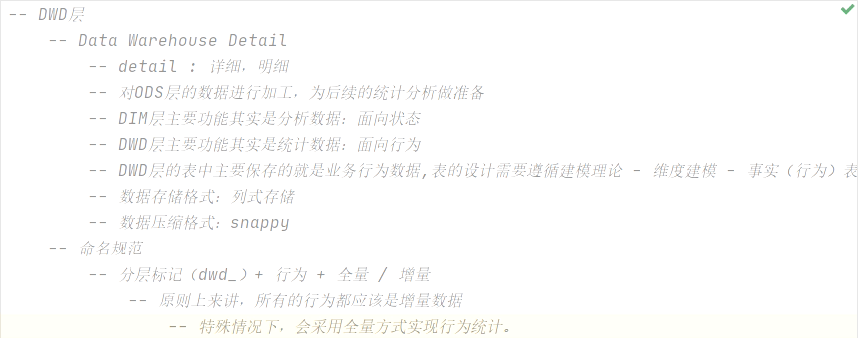 -- DWD层
-- Data Warehouse Detail
-- detail : 详细，明细
-- 对ODS层的数据进行加工，为后续的统计分析做准备
-- DIM层主要功能其实是分析数据：面向状态
-- DWD层主要功能其实是统计数据：面向行为
-- DWD层的表中主要保存的就是业务行为数据,表的设计需要遵循建模理论 - 维度建模 - 事实（行为）表
-- 数据存储格式：列式存储
-- 数据压缩格式：snappy
-- 命名规范
-- 分层标记（dwd_）+ 行为 + 全量 / 增量
-- 原则上来讲，所有的行为都应该是增量数据
-- 特殊情况下，会采用全量方式实现行为统计。